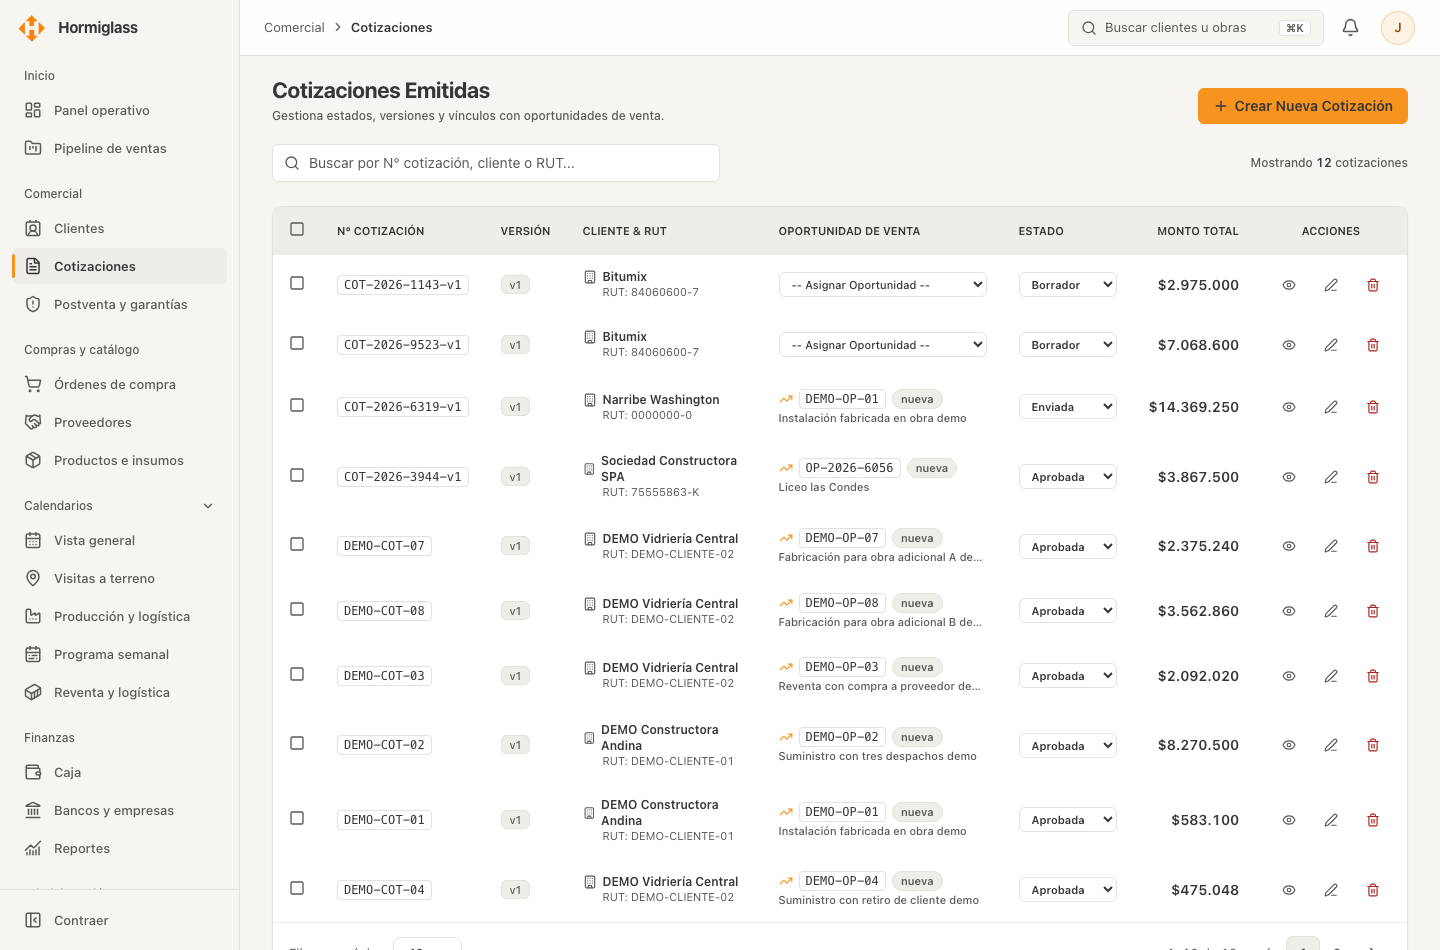 Hormiglass
Inicio
Panel operativo
Pipeline de ventas
Comercial
Clientes
Cotizaciones
Postventa y garantías
Compras y catálogo
Órdenes de compra
Proveedores
Productos e insumos
Calendarios
Vista general
Visitas a terreno
Producción y logística
Programa semanal
Reventa y logística
Finanzas
Caja
Bancos y empresas
Reportes
Contraer
Comercial > Cotizaciones
Buscar clientes u obras ⌘K
J
Cotizaciones Emitidas
Gestiona estados, versiones y vínculos con oportunidades de venta.
+ Crear Nueva Cotización
Buscar por N° cotización, cliente o RUT...
Mostrando 12 cotizaciones
Nº COTIZACIÓN VERSIÓN CLIENTE & RUT OPORTUNIDAD DE VENTA ESTADO MONTO TOTAL ACCIONES
COT-2026-1143-v1 v1 Bitumix -- Asignar Oportunidad -- Borrador $2.975.000
RUT: 84060600-7
COT-2026-9523-v1 v1 Bitumix -- Asignar Oportunidad -- Borrador $7.068.600
RUT: 84060600-7
COT-2026-6319-v1 v1 Narribe Washington DEMO-OP-01 nueva Enviada $14.369.250
RUT: 0000000-0 Instalación fabricada en obra demo
COT-2026-3944-v1 v1 Sociedad Constructora SPA OP-2026-6056 nueva Aprobada $3.867.500
RUT: 75555863-K Liceo las Condes
DEMO-COT-07 v1 DEMO Vidriería Central DEMO-OP-07 nueva Aprobada $2.375.240
RUT: DEMO-CLIENTE-02 Fabricación para obra adicional A de...
DEMO-COT-08 v1 DEMO Vidriería Central DEMO-OP-08 nueva Aprobada $3.562.860
RUT: DEMO-CLIENTE-02 Fabricación para obra adicional B de...
DEMO-COT-03 v1 DEMO Vidriería Central DEMO-OP-03 nueva Aprobada $2.092.020
RUT: DEMO-CLIENTE-02 Reventa con compra a proveedor de...
DEMO-COT-02 v1 DEMO Constructora Andina DEMO-OP-02 nueva Aprobada $8.270.500
RUT: DEMO-CLIENTE-01 Suministro con tres despachos demo
DEMO-COT-01 v1 DEMO Constructora Andina DEMO-OP-01 nueva Aprobada $583.100
RUT: DEMO-CLIENTE-01 Instalación fabricada en obra demo
DEMO-COT-04 v1 DEMO Vidriería Central DEMO-OP-04 nueva Aprobada $475.048
RUT: DEMO-CLIENTE-02 Suministro con retiro de cliente demo